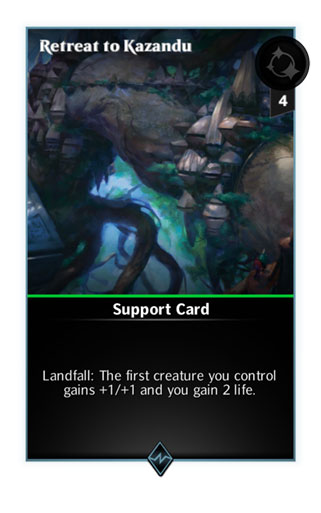 Retreat to Kazandu
4
Support Card
Landfall: The first creature you control
gains +1/+1 and you gain 2 life.